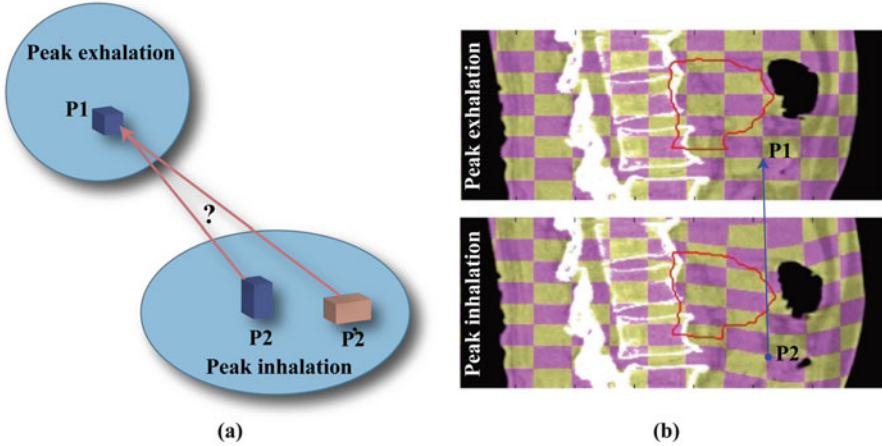 Peak exhalation
P1
?
P2
P2'
Peak inhalation
(a)
(b)
Peak exhalation
P1
Peak inhalation
P2